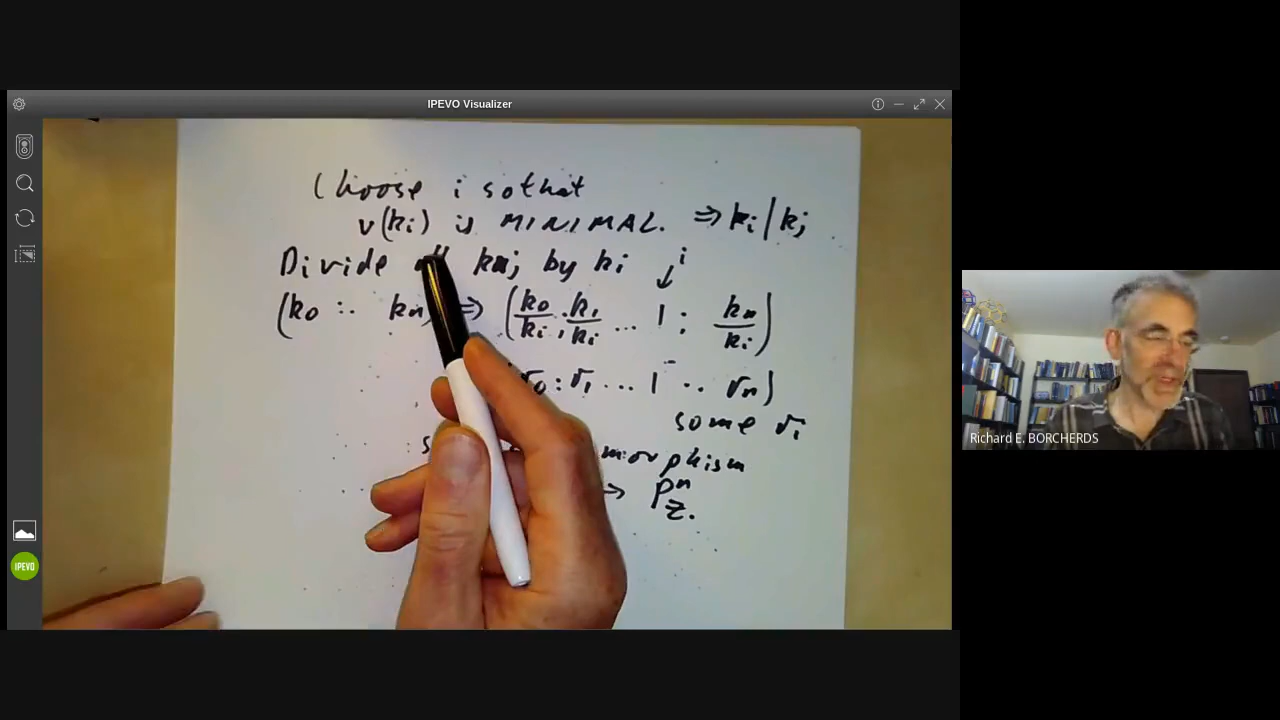 IPEVO Visualizer
Choose i so that
v(ki) is MINIMAL. ⇒ ki | kj
Divide all kj by ki i
(k0 : . kn) ⇒ (k0/ki : k1/ki ... 1 : kn/ki)
r0 : r1 ... 1 .. rn)
some ri
morphism
→ P^n_Z.
IPEVO
Richard E. BORCHERDS